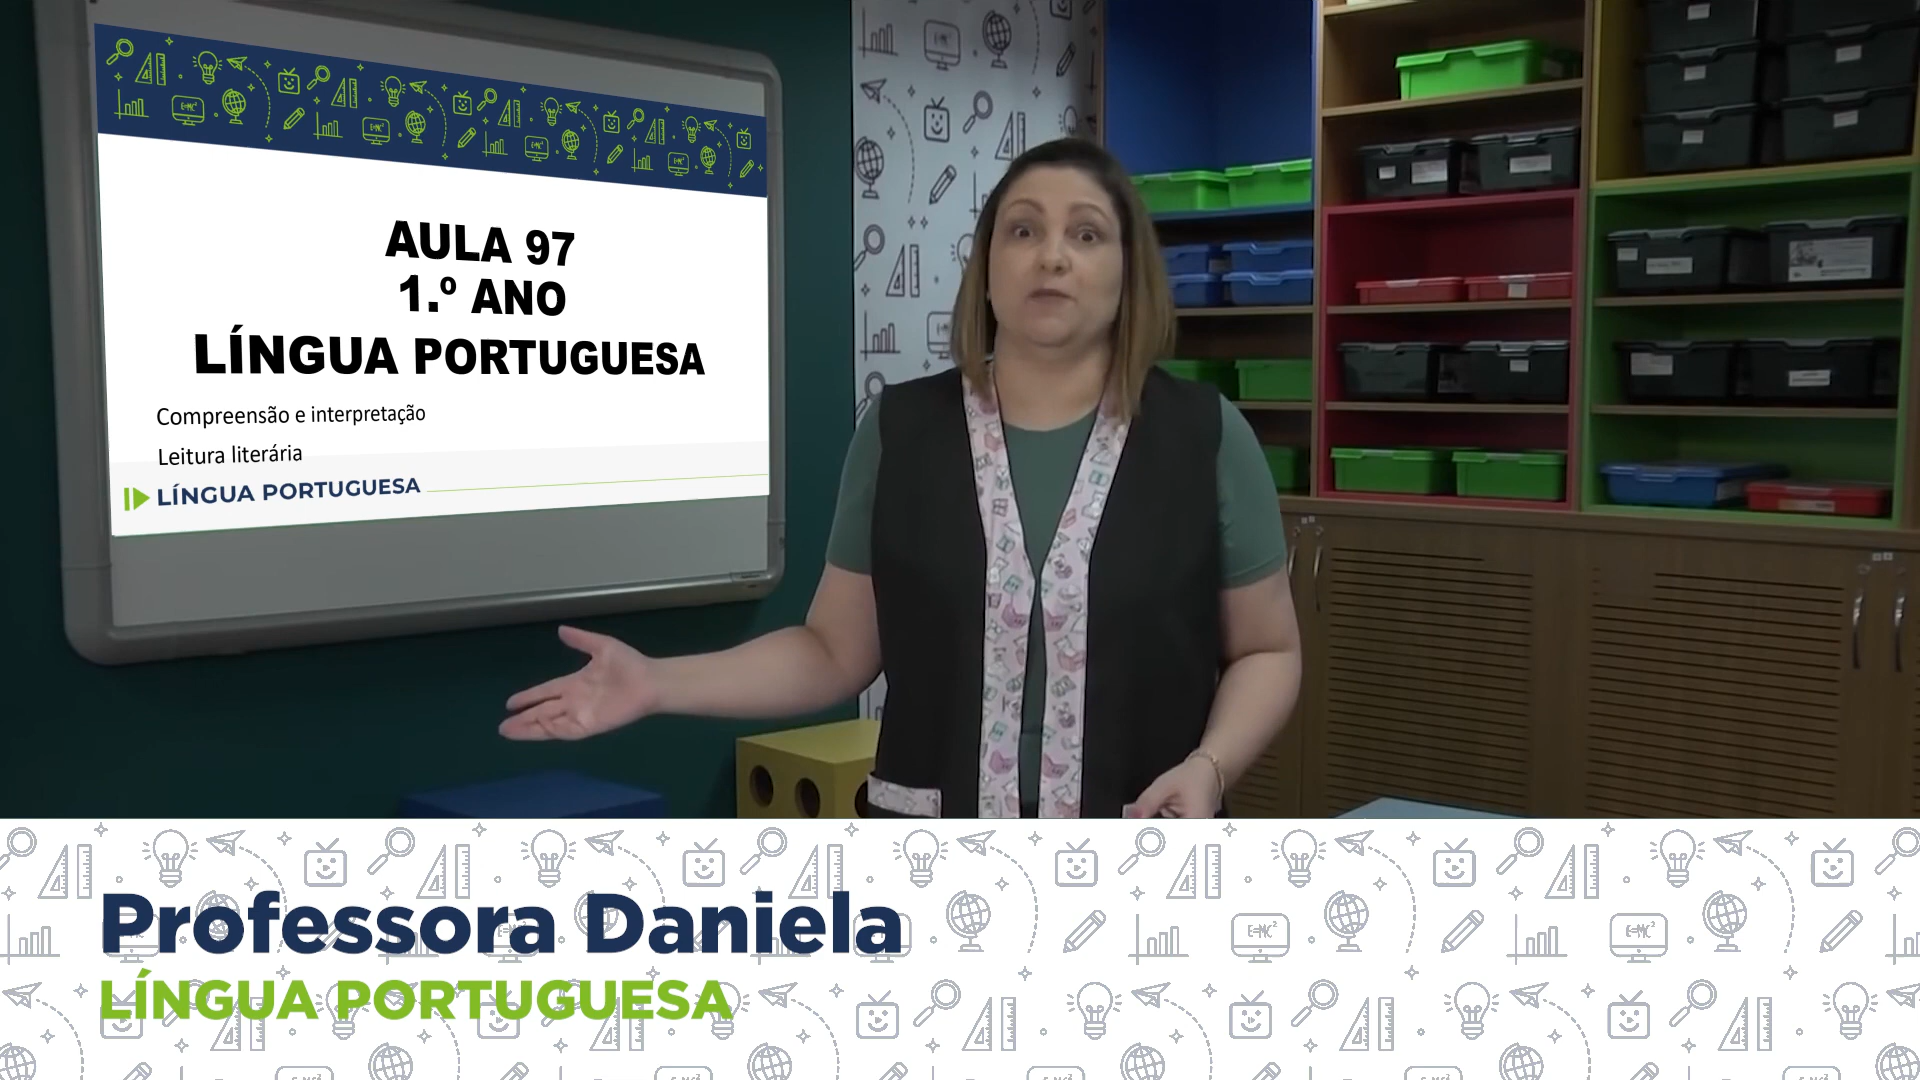 AULA 97
1.º ANO
LÍNGUA PORTUGUESA
Compreensão e interpretação
Leitura literária
LÍNGUA PORTUGUESA
Professora Daniela
LÍNGUA PORTUGUESA